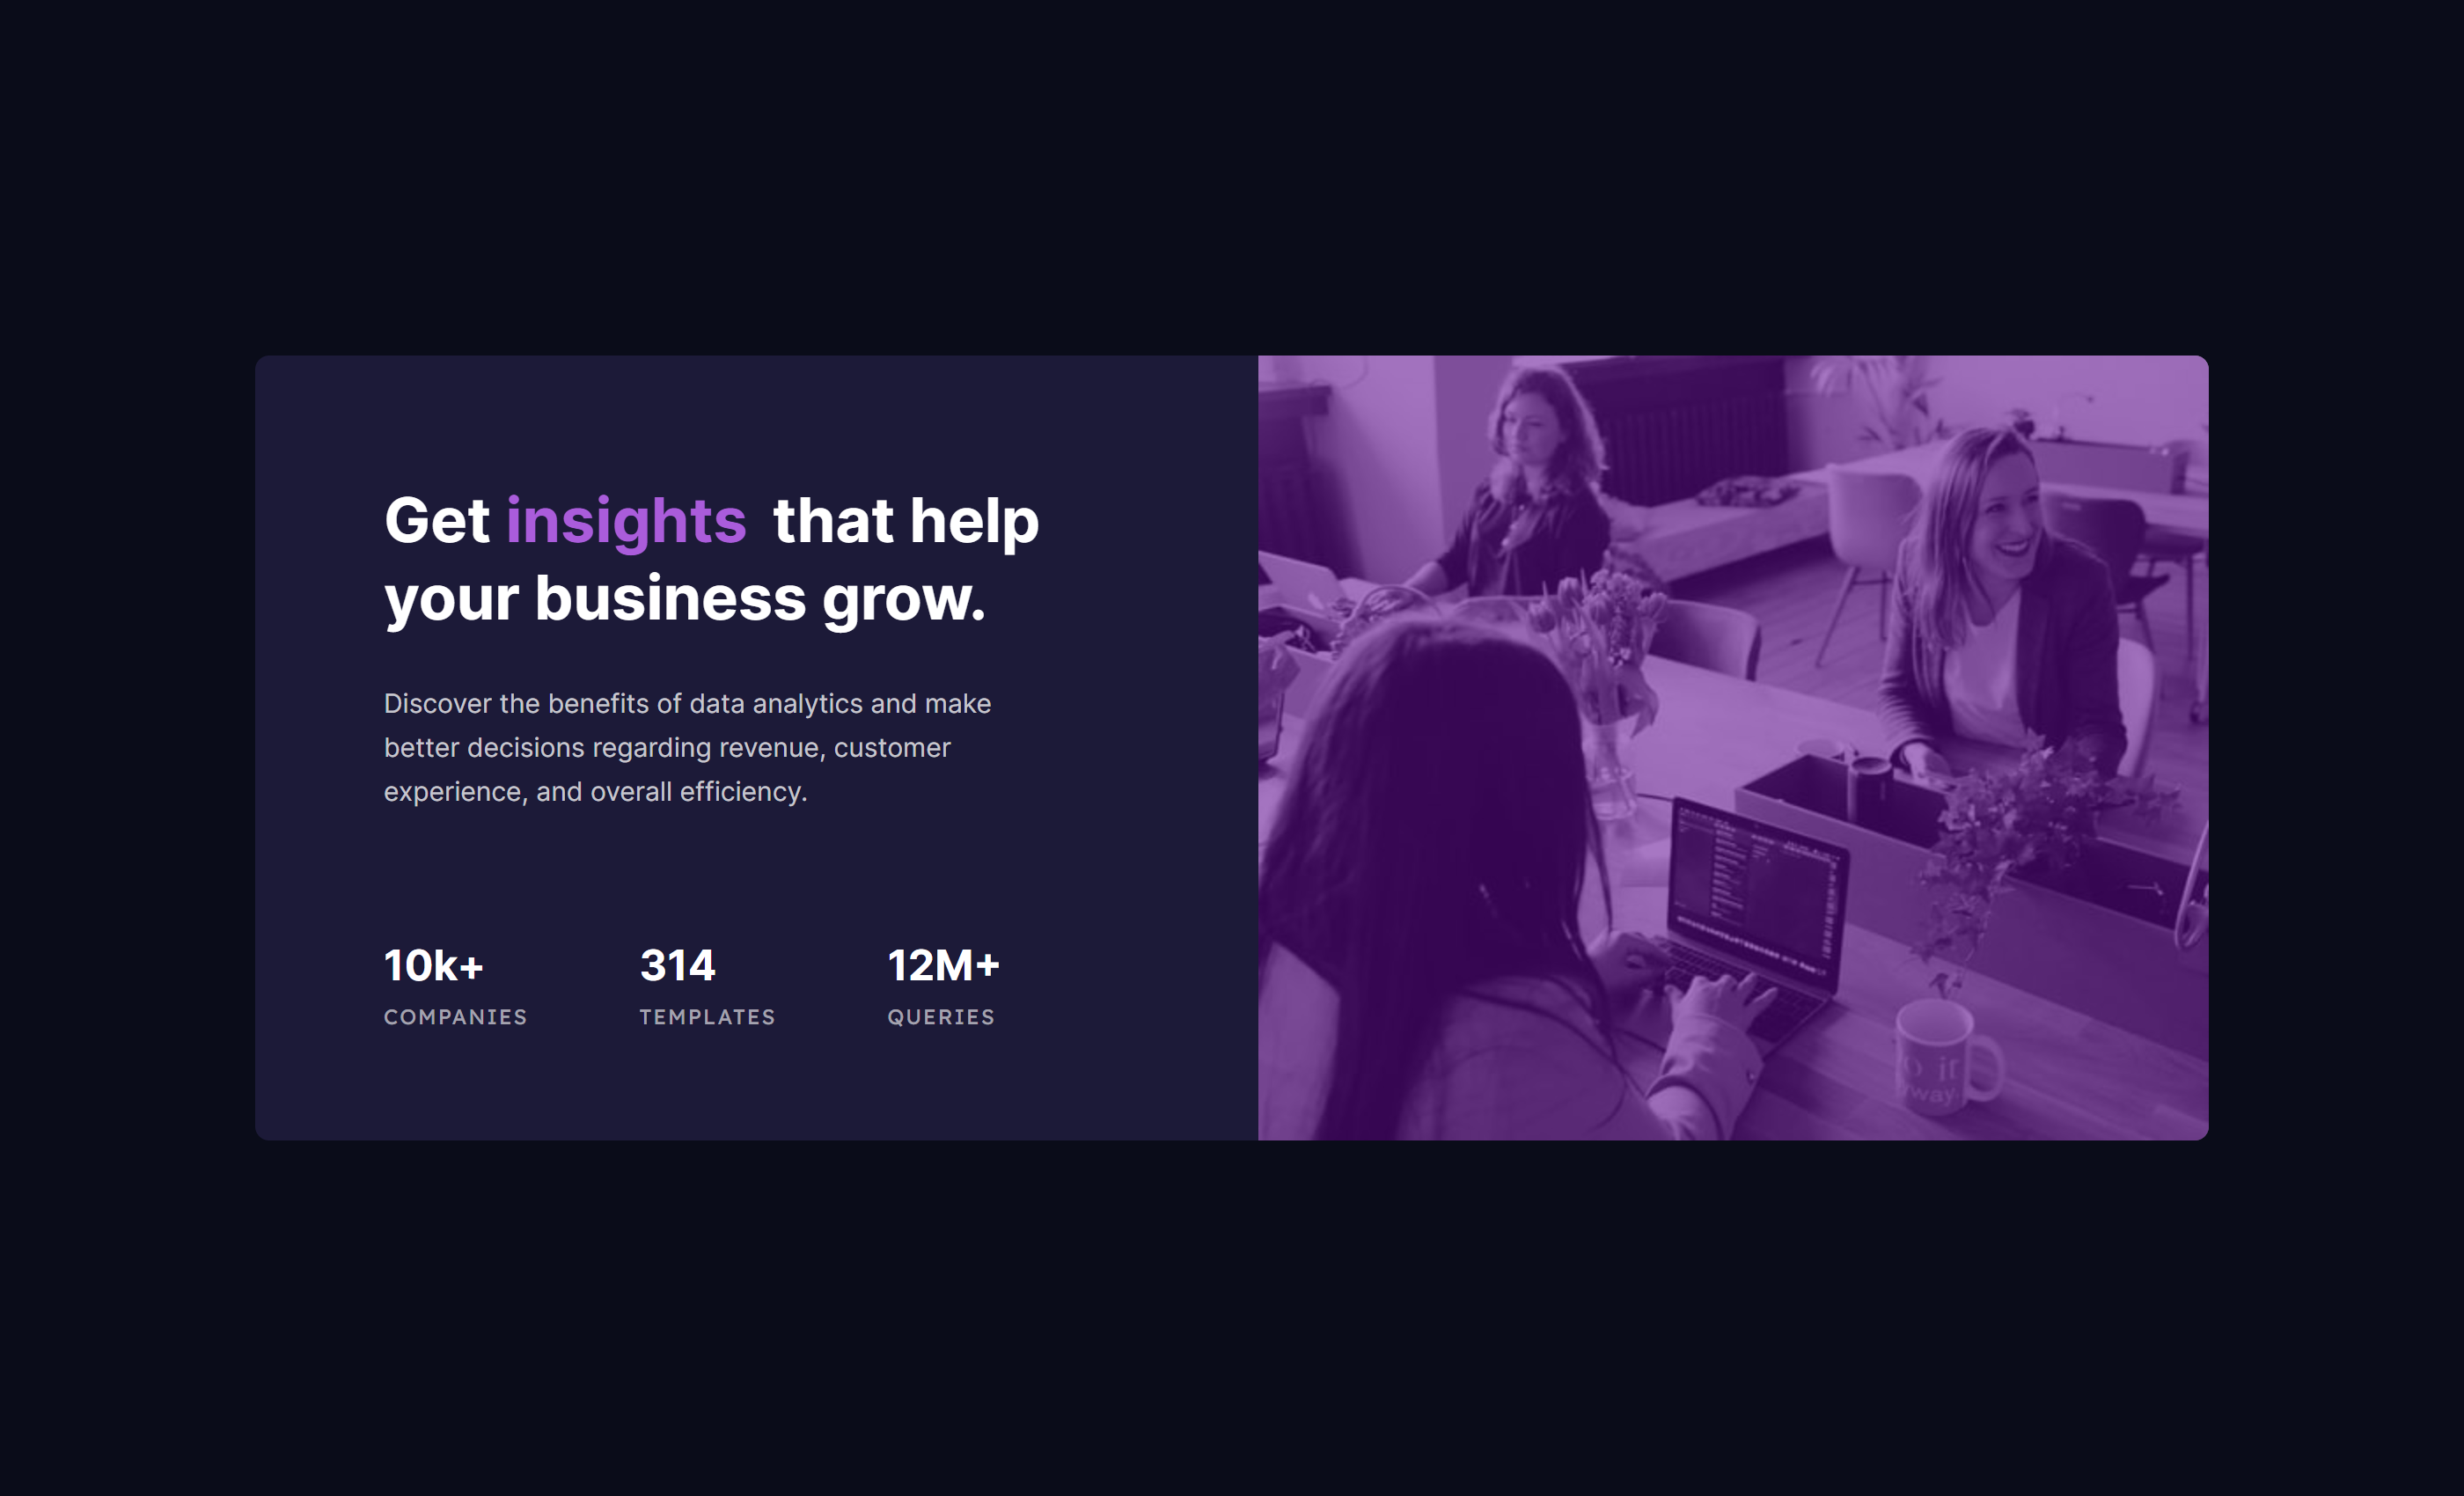 Get insights that help
your business grow.
Discover the benefits of data analytics and make
better decisions regarding revenue, customer
experience, and overall efficiency.
10k+ 314 12M+
COMPANIES TEMPLATES QUERIES
way